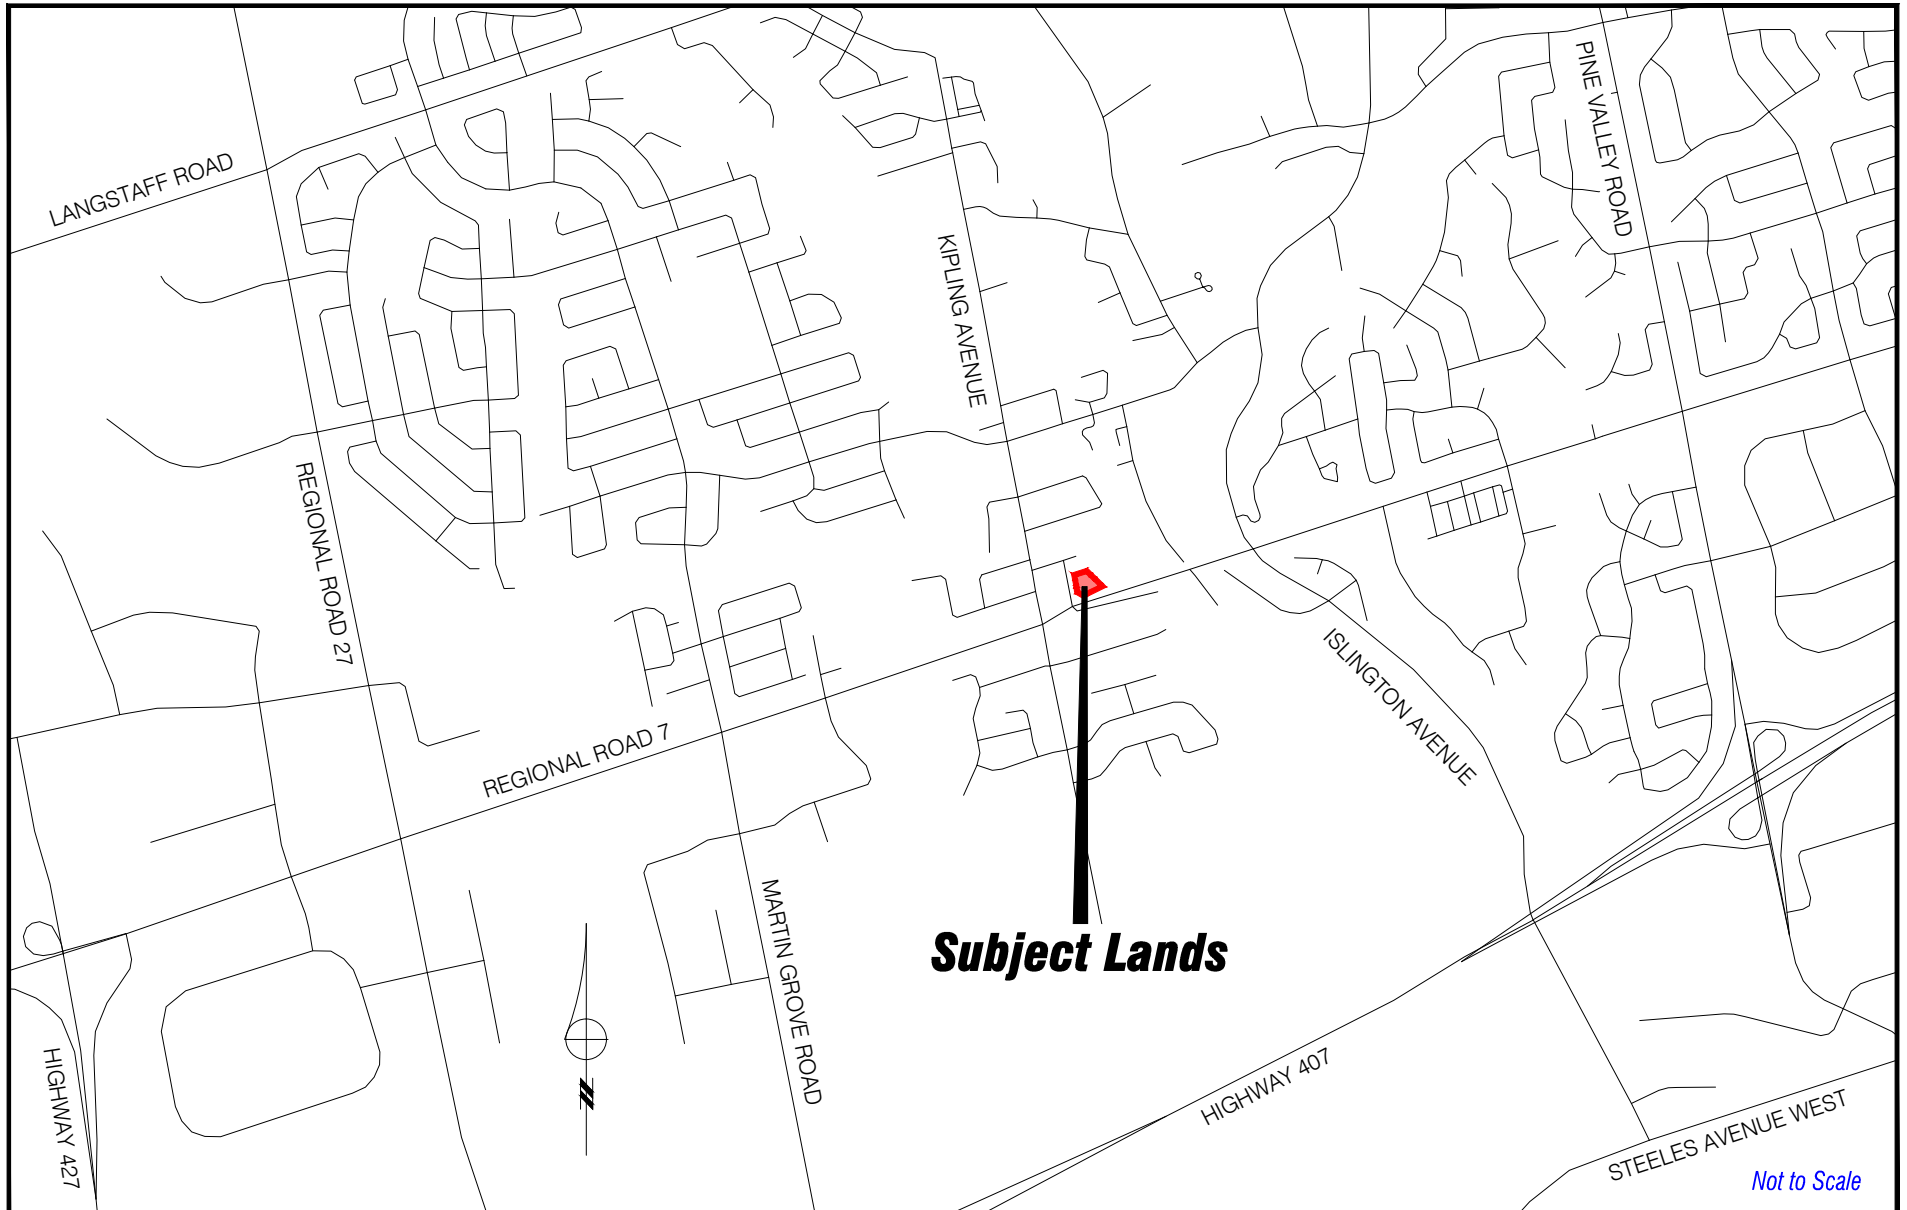 PINE VALLEY ROAD
LANGSTAFF ROAD
KIPLING AVENUE
REGIONAL ROAD 27
ISLINGTON AVENUE
REGIONAL ROAD 7
MARTIN GROVE ROAD
Subject Lands
HIGHWAY 427
HIGHWAY 407
STEELES AVENUE WEST
Not to Scale